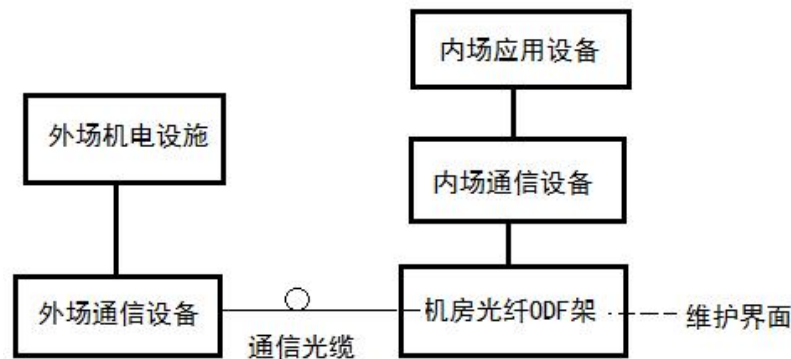 内场应用设备
外场机电设施
内场通信设备
外场通信设备
通信光缆
机房光纤ODF架
维护界面